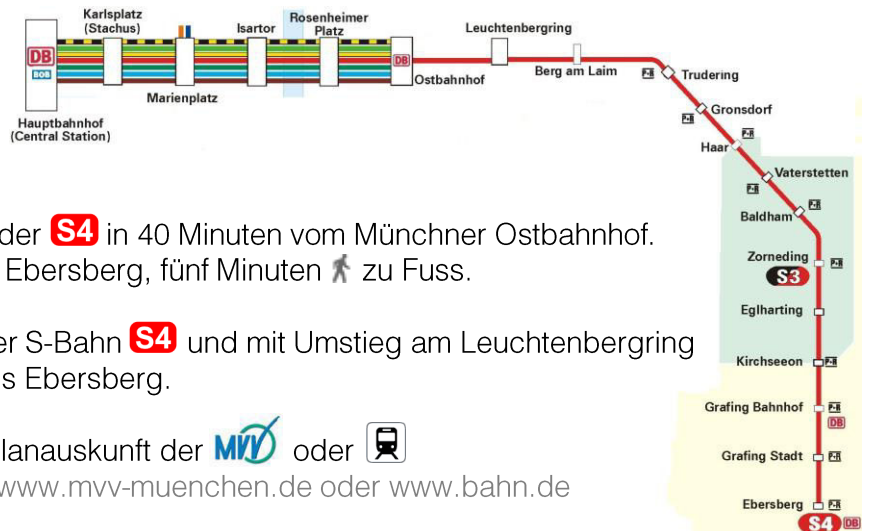 Karlsplatz
(Stachus)
Isartor
Rosenheimer
Platz
Leuchtenbergring
DB
BOB
DB
Ostbahnhof
Berg am Laim
P+R
Trudering
Marienplatz
Hauptbahnhof
(Central Station)
Gronsdorf
P+R
P+R
Haar
Vaterstetten
P+R
P+R
Baldham
der S4 in 40 Minuten vom Münchner Ostbahnhof.
Ebersberg, fünf Minuten zu Fuss.
Zorneding
P+R
S3
Eglharting
er S-Bahn S4 und mit Umstieg am Leuchtenbergring
s Ebersberg.
Kirchseeon P+R
Grafing Bahnhof P+R
DB
lanauskunft der MVV oder
www.mvv-muenchen.de oder www.bahn.de
Grafing Stadt P+R
Ebersberg P+R
S4 DB